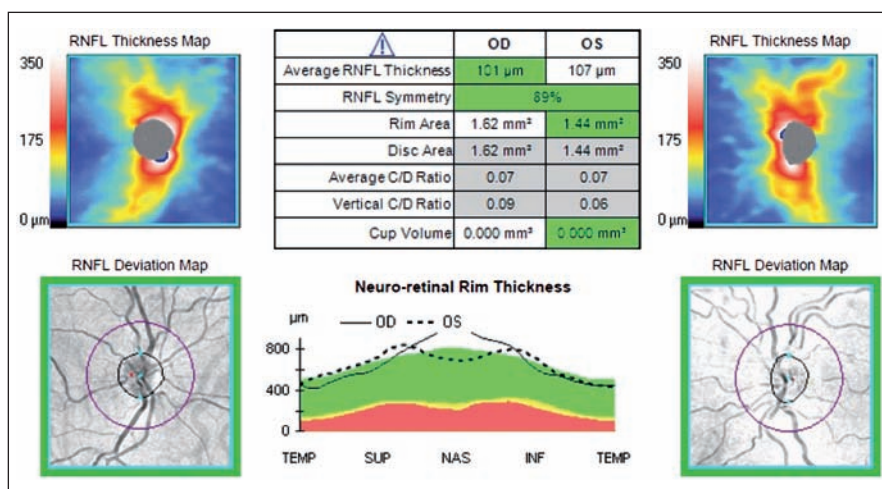 RNFL Thickness Map
350
175
0 µm
OD OS
Average RNFL Thickness 101 µm 107 µm
RNFL Symmetry 89%
Rim Area 1.62 mm² 1.44 mm²
Disc Area 1.62 mm² 1.44 mm²
Average C/D Ratio 0.07 0.07
Vertical C/D Ratio 0.09 0.06
Cup Volume 0.000 mm³ 0.000 mm³
RNFL Thickness Map
350
175
0 µm
RNFL Deviation Map
Neuro-retinal Rim Thickness
µm OD OS
800
400
0
TEMP SUP NAS INF TEMP
RNFL Deviation Map